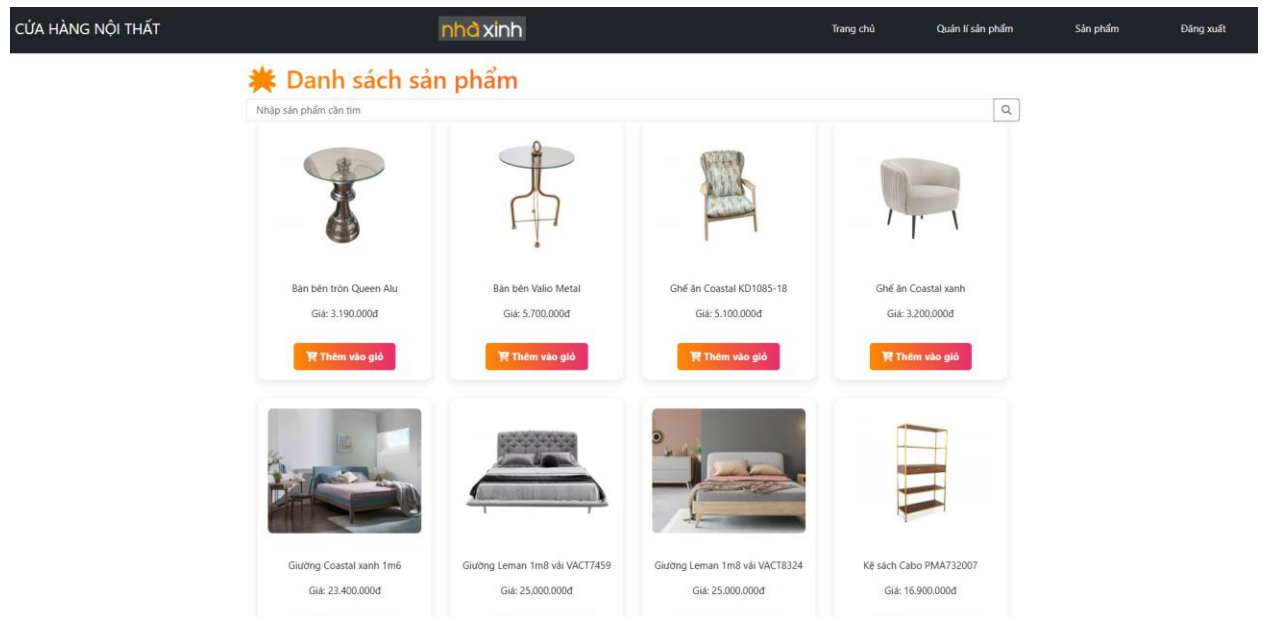 CỬA HÀNG NỘI THẤT nhà xinh Trang chủ Quản lí sản phẩm Sản phẩm Đăng xuất
Danh sách sản phẩm
Nhập sản phẩm cần tìm
Bàn bên tròn Queen Alu Bàn bên Valio Metal Ghế ăn Coastal KD1085-18 Ghế ăn Coastal xanh
Giá: 3.190.000đ Giá: 5.700.000đ Giá: 5.100.000đ Giá: 3.200.000đ
Thêm vào giỏ Thêm vào giỏ Thêm vào giỏ Thêm vào giỏ
Giường Coastal xanh 1m6 Giường Leman 1m8 vải VACT7459 Giường Leman 1m8 vải VACT8324 Kệ sách Cabo PMA732007
Giá: 23.400.000đ Giá: 25.000.000đ Giá: 25.000.000đ Giá: 16.900.000đ